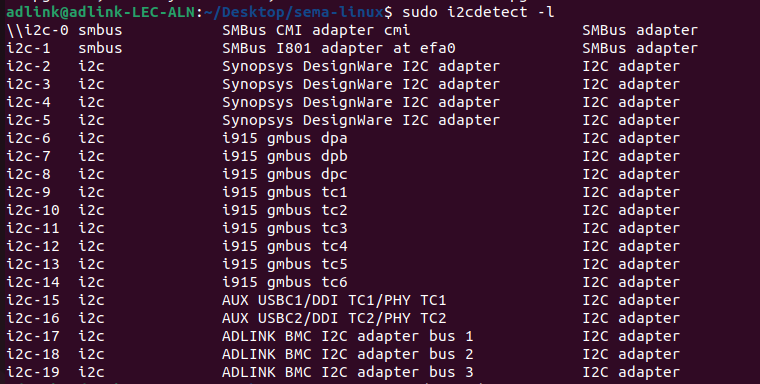 adlink@adlink-LEC-ALN:~/Desktop/sema-linux$ sudo i2cdetect -l
\\i2c-0 smbus SMBus CMI adapter cmi SMBus adapter
i2c-1 smbus SMBus I801 adapter at efa0 SMBus adapter
i2c-2 i2c Synopsys DesignWare I2C adapter I2C adapter
i2c-3 i2c Synopsys DesignWare I2C adapter I2C adapter
i2c-4 i2c Synopsys DesignWare I2C adapter I2C adapter
i2c-5 i2c Synopsys DesignWare I2C adapter I2C adapter
i2c-6 i2c i915 gmbus dpa I2C adapter
i2c-7 i2c i915 gmbus dpb I2C adapter
i2c-8 i2c i915 gmbus dpc I2C adapter
i2c-9 i2c i915 gmbus tc1 I2C adapter
i2c-10 i2c i915 gmbus tc2 I2C adapter
i2c-11 i2c i915 gmbus tc3 I2C adapter
i2c-12 i2c i915 gmbus tc4 I2C adapter
i2c-13 i2c i915 gmbus tc5 I2C adapter
i2c-14 i2c i915 gmbus tc6 I2C adapter
i2c-15 i2c AUX USBC1/DDI TC1/PHY TC1 I2C adapter
i2c-16 i2c AUX USBC2/DDI TC2/PHY TC2 I2C adapter
i2c-17 i2c ADLINK BMC I2C adapter bus 1 I2C adapter
i2c-18 i2c ADLINK BMC I2C adapter bus 2 I2C adapter
i2c-19 i2c ADLINK BMC I2C adapter bus 3 I2C adapter